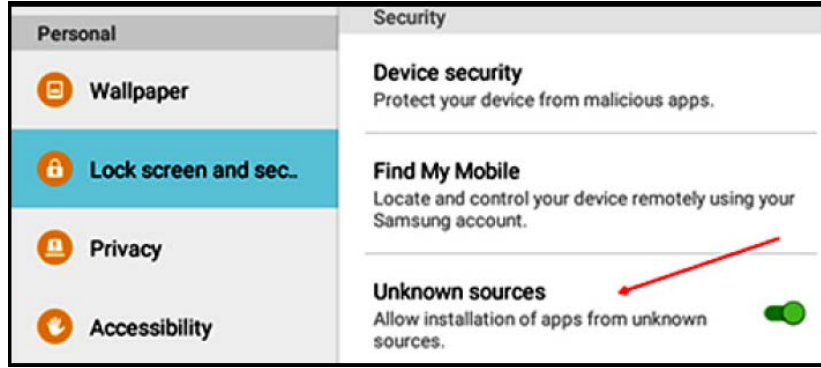 Personal
Wallpaper
Lock screen and sec..
Privacy
Accessibility
Security
Device security
Protect your device from malicious apps.
Find My Mobile
Locate and control your device remotely using your
Samsung account.
Unknown sources
Allow installation of apps from unknown
sources.